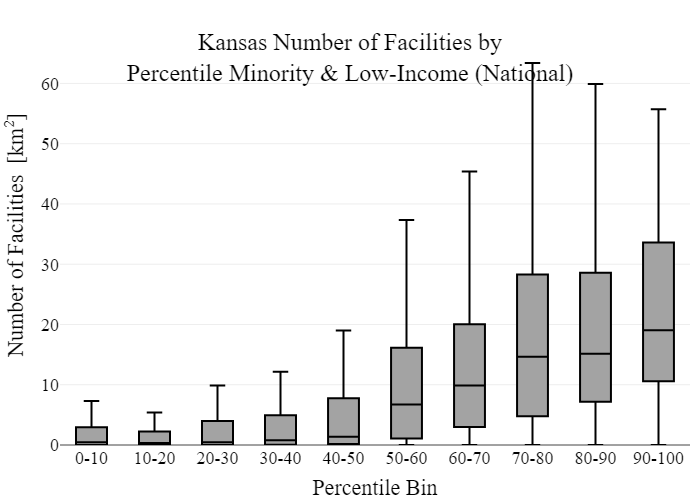 Kansas Number of Facilities by
Percentile Minority & Low-Income (National)
Number of Facilities [km²]
60
50
40
30
20
10
0
0-10 10-20 20-30 30-40 40-50 50-60 60-70 70-80 80-90 90-100
Percentile Bin